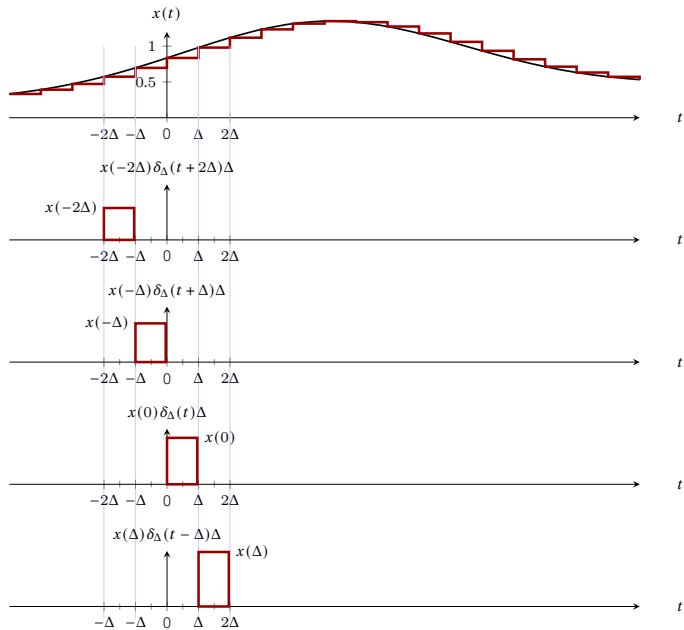 x(t)
1
0.5
−2Δ −Δ 0 Δ 2Δ t
x(−2Δ)δ_Δ(t + 2Δ)Δ
x(−2Δ)
−2Δ −Δ 0 Δ 2Δ t
x(−Δ)δ_Δ(t + Δ)Δ
x(−Δ)
−2Δ −Δ 0 Δ 2Δ t
x(0)δ_Δ(t)Δ
x(0)
−2Δ −Δ 0 Δ 2Δ t
x(Δ)δ_Δ(t − Δ)Δ
x(Δ)
−Δ −Δ 0 Δ 2Δ t